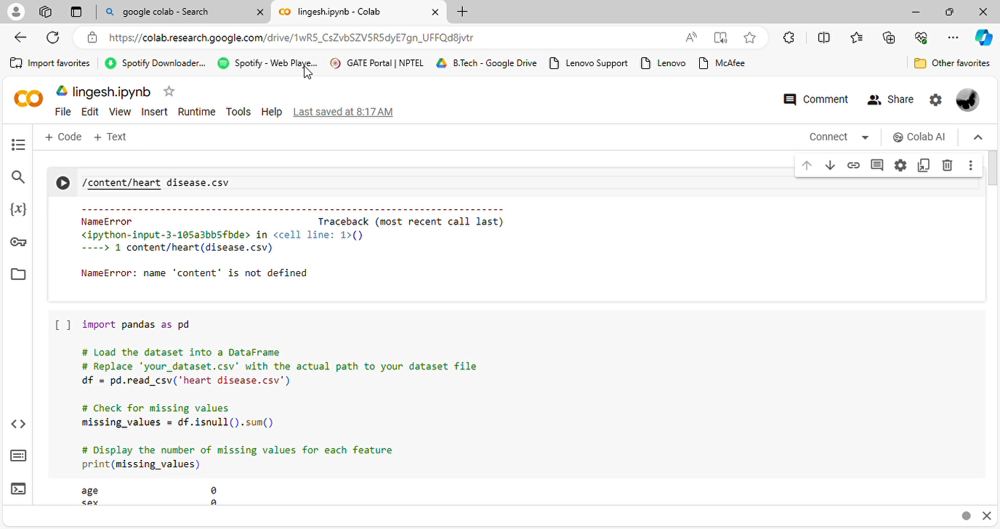 google colab - Search
lingesh.ipynb - Colab
https://colab.research.google.com/drive/1wR5_CsZvbSZV5R5dyE7gn_UFFQd8jvtr
Import favorites
Spotify Downloader...
Spotify - Web Playe...
GATE Portal | NPTEL
B.Tech - Google Drive
Lenovo Support
Lenovo
McAfee
Other favorites
lingesh.ipynb
Comment
Share
File Edit View Insert Runtime Tools Help Last saved at 8:17 AM
+ Code + Text
Connect
Colab AI
/content/heart disease.csv
---------------------------------------------------------------------------
NameError Traceback (most recent call last)
<ipython-input-3-105a3bb5fbde> in <cell line: 1>()
----> 1 content/heart(disease.csv)
NameError: name 'content' is not defined
[ ] import pandas as pd
# Load the dataset into a DataFrame
# Replace 'your_dataset.csv' with the actual path to your dataset file
df = pd.read_csv('heart disease.csv')
# Check for missing values
missing_values = df.isnull().sum()
# Display the number of missing values for each feature
print(missing_values)
age 0
sex 0